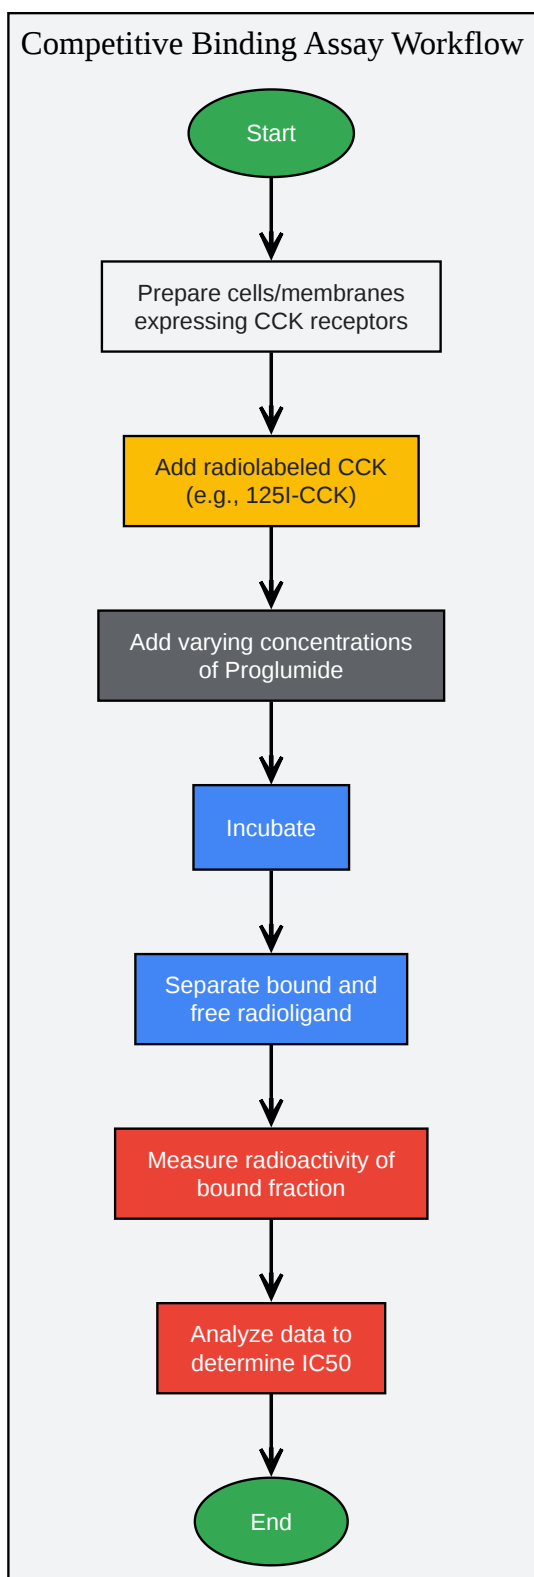 Competitive Binding Assay Workflow
Start
Prepare cells/membranes
expressing CCK receptors
Add radiolabeled CCK
(e.g., 125I-CCK)
Add varying concentrations
of Proglumide
Incubate
Separate bound and
free radioligand
Measure radioactivity of
bound fraction
Analyze data to
determine IC50
End